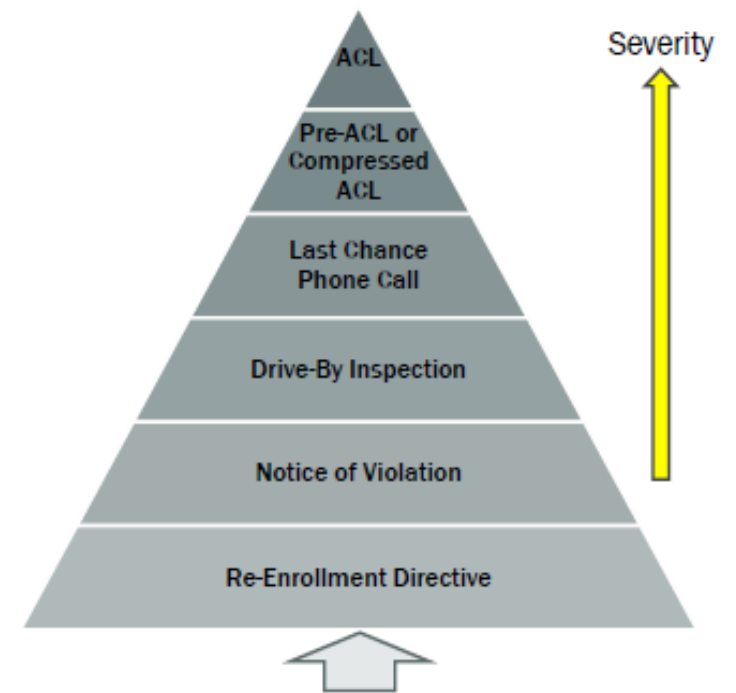 Severity
ACL
Pre-ACL or
Compressed
ACL
Last Chance
Phone Call
Drive-By Inspection
Notice of Violation
Re-Enrollment Directive